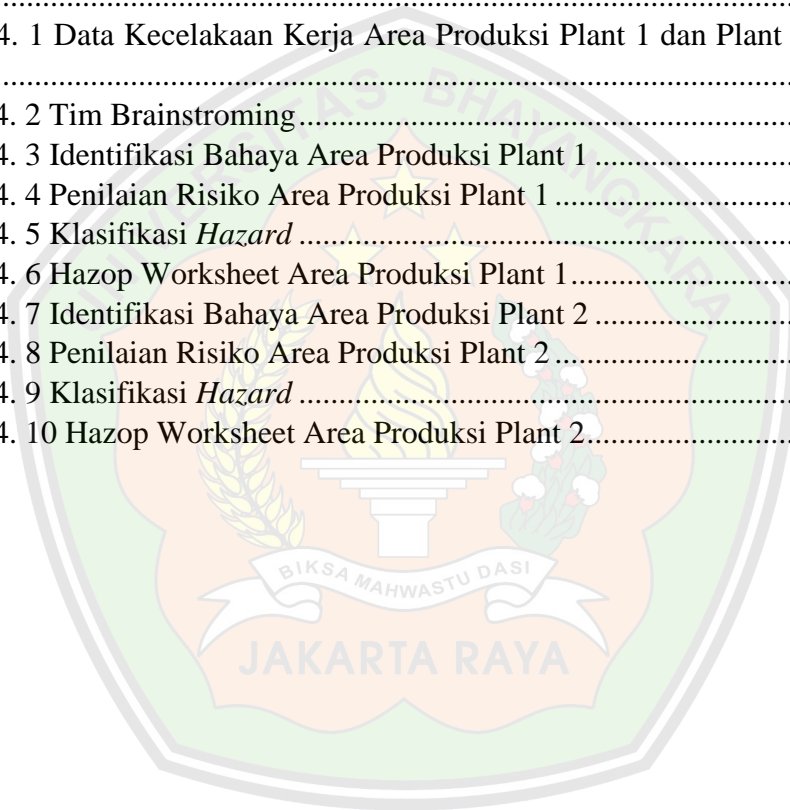 ....................................................................................................
4. 1 Data Kecelakaan Kerja Area Produksi Plant 1 dan Plant
....................................................................................................
4. 2 Tim Brainstroming..............................................................
4. 3 Identifikasi Bahaya Area Produksi Plant 1 .........................
4. 4 Penilaian Risiko Area Produksi Plant 1 ..............................
4. 5 Klasifikasi Hazard ..............................................................
4. 6 Hazop Worksheet Area Produksi Plant 1............................
4. 7 Identifikasi Bahaya Area Produksi Plant 2 .........................
4. 8 Penilaian Risiko Area Produksi Plant 2 ..............................
4. 9 Klasifikasi Hazard ..............................................................
4. 10 Hazop Worksheet Area Produksi Plant 2..........................
UNIVERSITAS BHAYANGKARA
BIKSA MAHWASTU DASI
JAKARTA RAYA